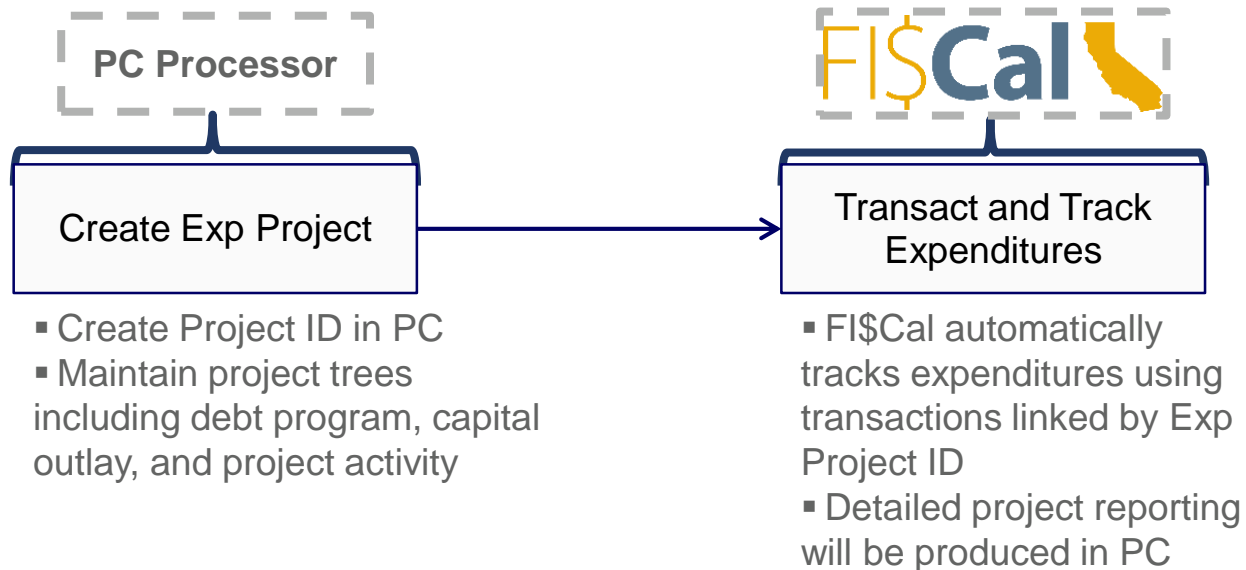 PC Processor
Create Exp Project
▪ Create Project ID in PC
▪ Maintain project trees
including debt program, capital
outlay, and project activity
FI$Cal
Transact and Track
Expenditures
▪ FI$Cal automatically
tracks expenditures using
transactions linked by Exp
Project ID
▪ Detailed project reporting
will be produced in PC